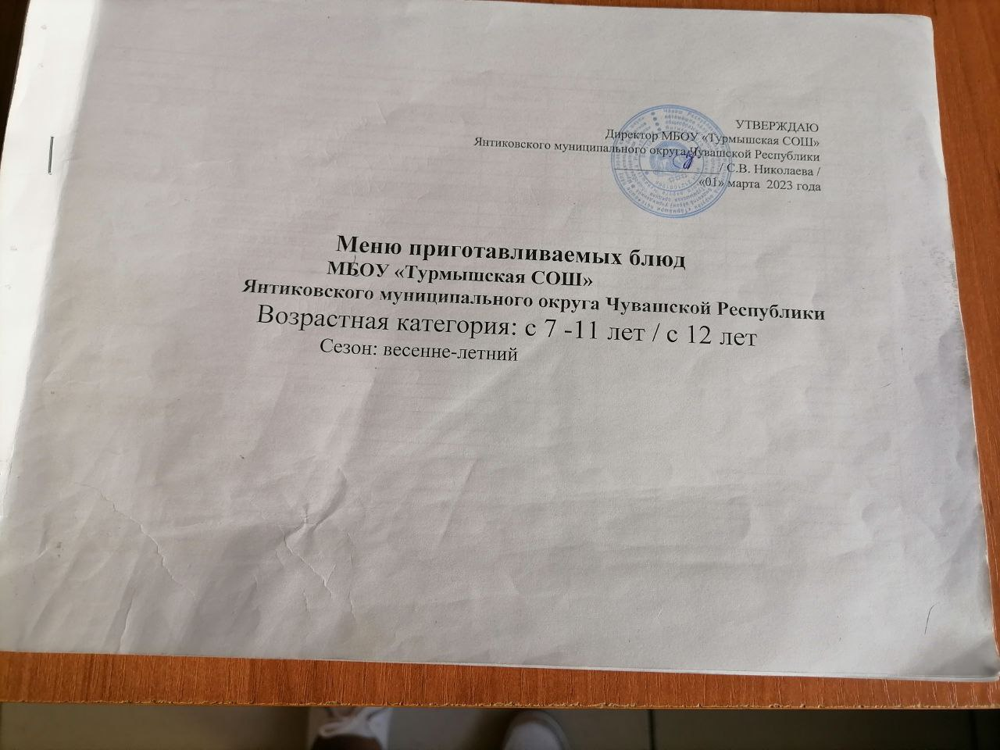 УТВЕРЖДАЮ
Директор МБОУ «Турмышская СОШ»
Янтиковского муниципального округа Чувашской Республики
/ С.В. Николаева /
«01» марта 2023 года
Меню приготавливаемых блюд
МБОУ «Турмышская СОШ»
Янтиковского муниципального округа Чувашской Республики
Возрастная категория: с 7 -11 лет / с 12 лет
Сезон: весенне-летний